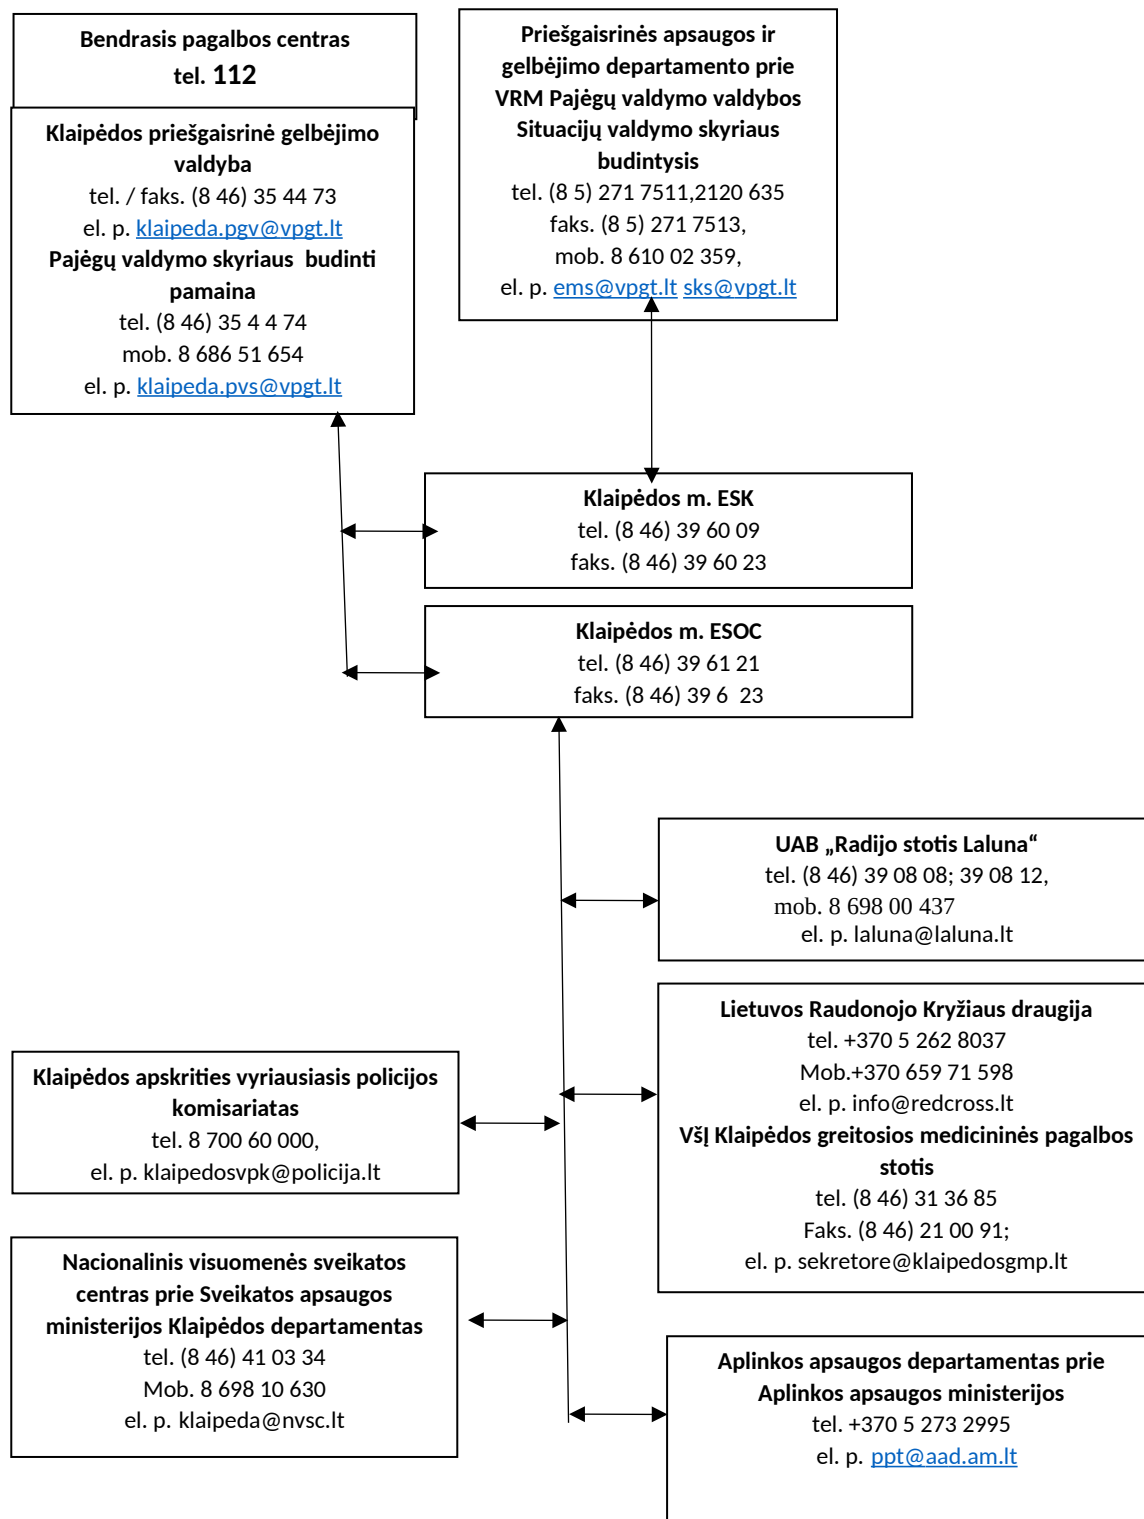 Bendrasis pagalbos centras
tel. 112
Klaipėdos priešgaisrinė gelbėjimo
valdyba
tel. / faks. (8 46) 35 44 73
el. p. klaipeda.pgv@vpgt.lt
Pajėgų valdymo skyriaus  budinti
pamaina
tel. (8 46) 35 4 4 74
mob. 8 686 51 654
el. p. klaipeda.pvs@vpgt.lt
Priešgaisrinės apsaugos ir
gelbėjimo departamento prie
VRM Pajėgų valdymo valdybos
Situacijų valdymo skyriaus
budintysis
tel. (8 5) 271 7511,2120 635
faks. (8 5) 271 7513,
mob. 8 610 02 359,
el. p. ems@vpgt.lt sks@vpgt.lt
Klaipėdos m. ESK
tel. (8 46) 39 60 09
faks. (8 46) 39 60 23
Klaipėdos m. ESOC
tel. (8 46) 39 61 21
faks. (8 46) 39 6  23
UAB „Radijo stotis Laluna“
tel. (8 46) 39 08 08; 39 08 12,
mob. 8 698 00 437
el. p. laluna@laluna.lt
Lietuvos Raudonojo Kryžiaus draugija
tel. +370 5 262 8037
Mob.+370 659 71 598
el. p. info@redcross.lt
VšĮ Klaipėdos greitosios medicininės pagalbos
stotis
tel. (8 46) 31 36 85
Faks. (8 46) 21 00 91;
el. p. sekretore@klaipedosgmp.lt
Klaipėdos apskrities vyriausiasis policijos
komisariatas
tel. 8 700 60 000,
el. p. klaipedosvpk@policija.lt
Nacionalinis visuomenės sveikatos
centras prie Sveikatos apsaugos
ministerijos Klaipėdos departamentas
tel. (8 46) 41 03 34
Mob. 8 698 10 630
el. p. klaipeda@nvsc.lt
Aplinkos apsaugos departamentas prie
Aplinkos apsaugos ministerijos
tel. +370 5 273 2995
el. p. ppt@aad.am.lt